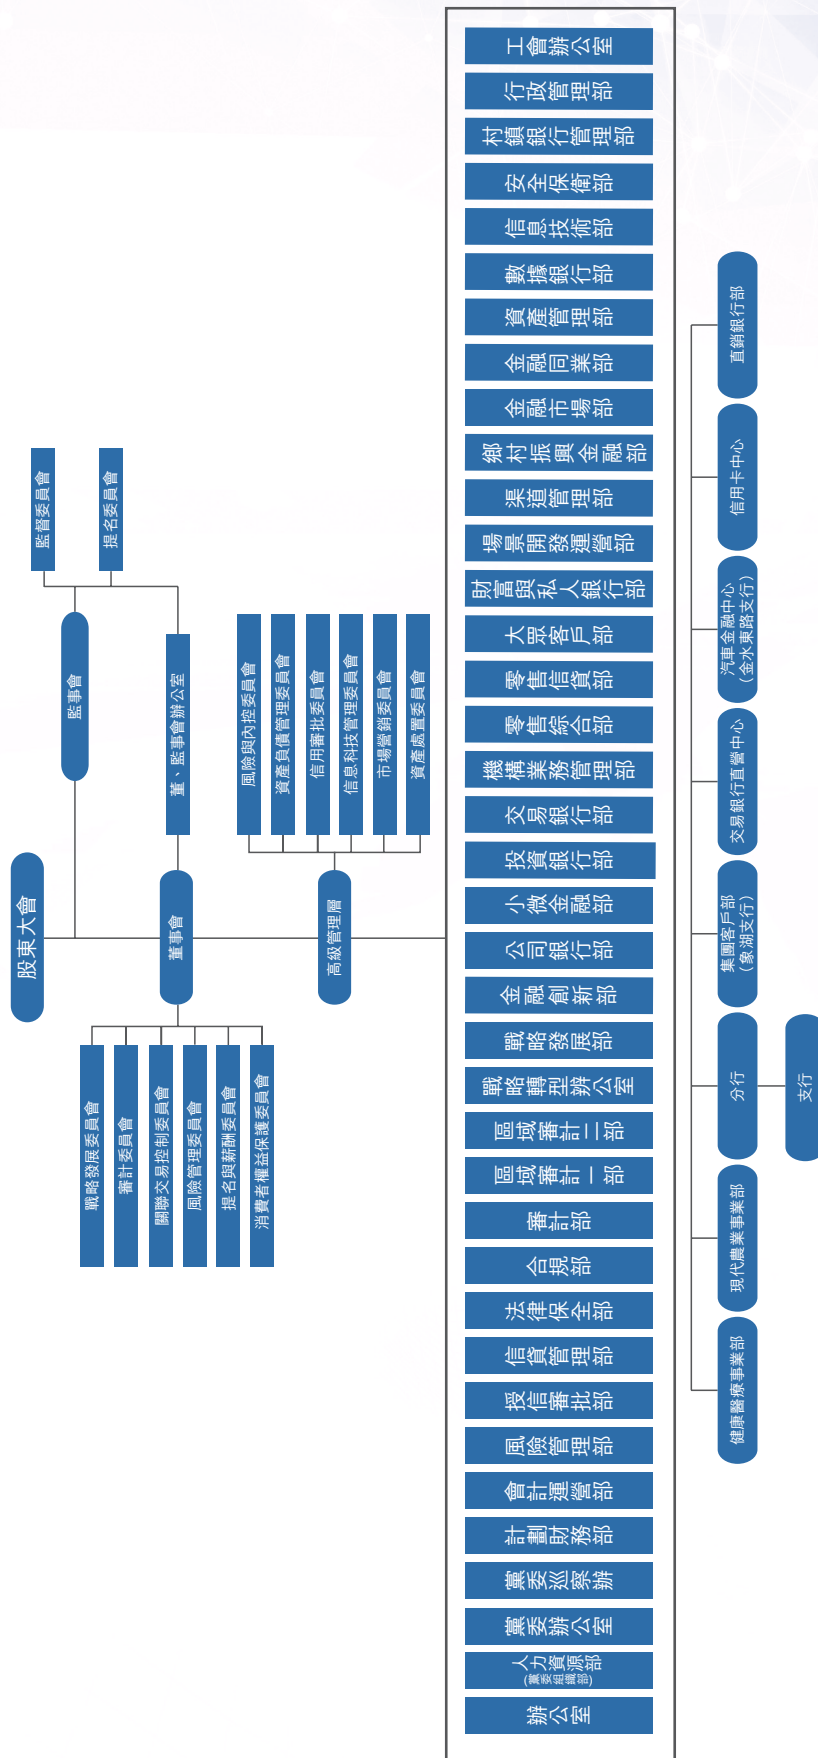 股東大會
監事會
監督委員會
提名委員會
董事會
董、監事會辦公室
戰略發展委員會
審計委員會
關聯交易控制委員會
風險管理委員會
提名與薪酬委員會
消費者權益保護委員會
高級管理層
風險與內控委員會
資產負債管理委員會
信用審批委員會
信息科技管理委員會
市場營銷委員會
資產處置委員會
辦公室
人力資源部
(黨委組織部)
黨委辦公室
黨委巡察辦
計劃財務部
會計運營部
風險管理部
授信審批部
信貸管理部
法律保全部
合規部
審計部
區域審計一部
區域審計二部
戰略轉型辦公室
戰略發展部
金融創新部
公司銀行部
小微金融部
投資銀行部
交易銀行部
機構業務管理部
零售綜合部
零售信貸部
大眾客戶部
財富與私人銀行部
場景開發運營部
渠道管理部
鄉村振興金融部
金融市場部
金融同業部
資產管理部
數據銀行部
信息技術部
安全保衛部
村鎮銀行管理部
行政管理部
工會辦公室
健康醫療事業部
現代農業事業部
分行
集團客戶部
（象湖支行）
交易銀行直營中心
汽車金融中心
（金水東路支行）
信用卡中心
直銷銀行部
支行